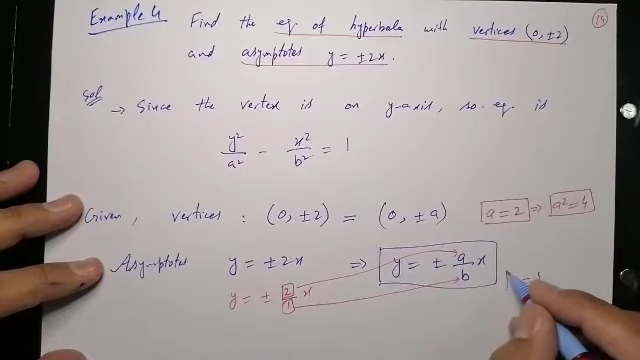 Example 4 Find the eq of hyperbola with vertices (0, ±2) 14
and asymptotes y = ±2x.
Sol → Since the vertex is on y-axis, so eq. is
y²/a² - x²/b² = 1
Given, vertices : (0, ±2) = (0, ±a) a = 2 ⇒ a² = 4
Asymptotes y = ±2x ⇒ y = ± a/b x
y = ± 2/1 x